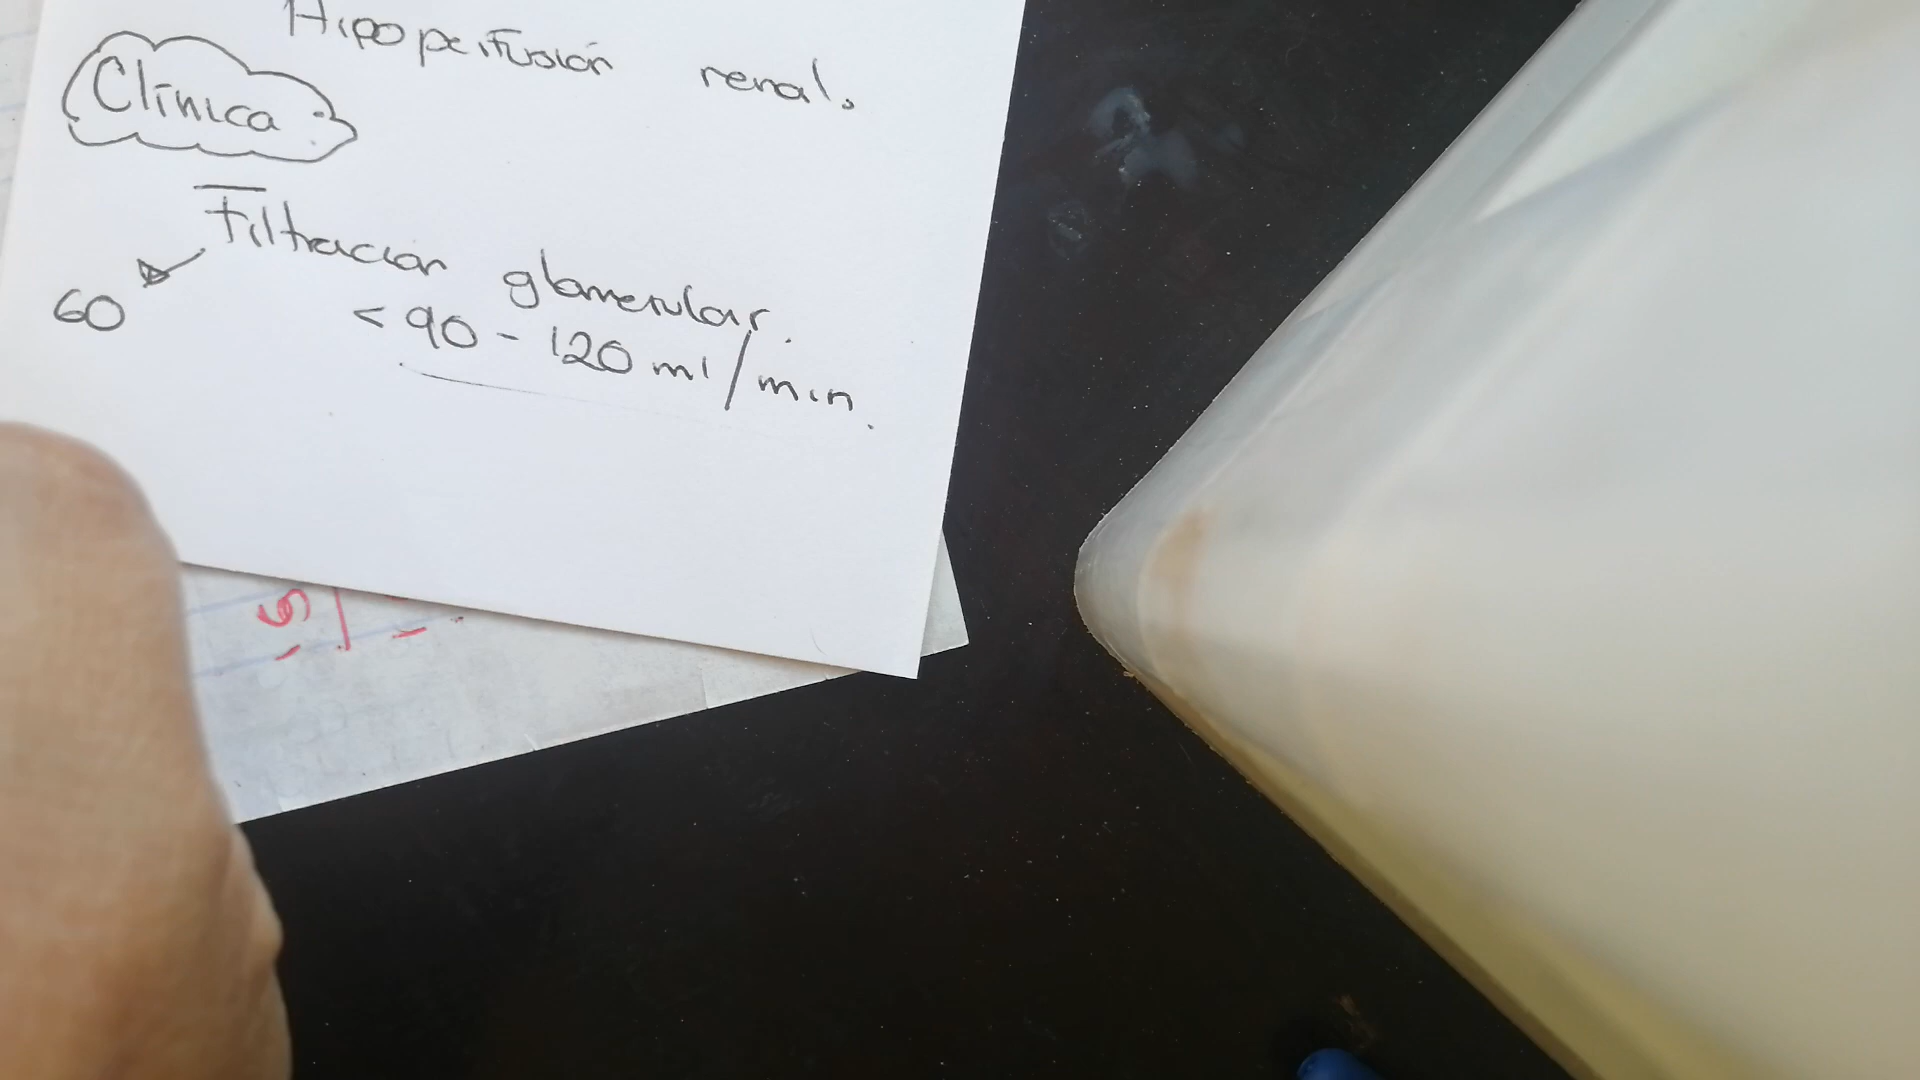 Hipoperfusión renal.
Clínica
Filtración glomerular.
60 < 90 - 120 ml/min.